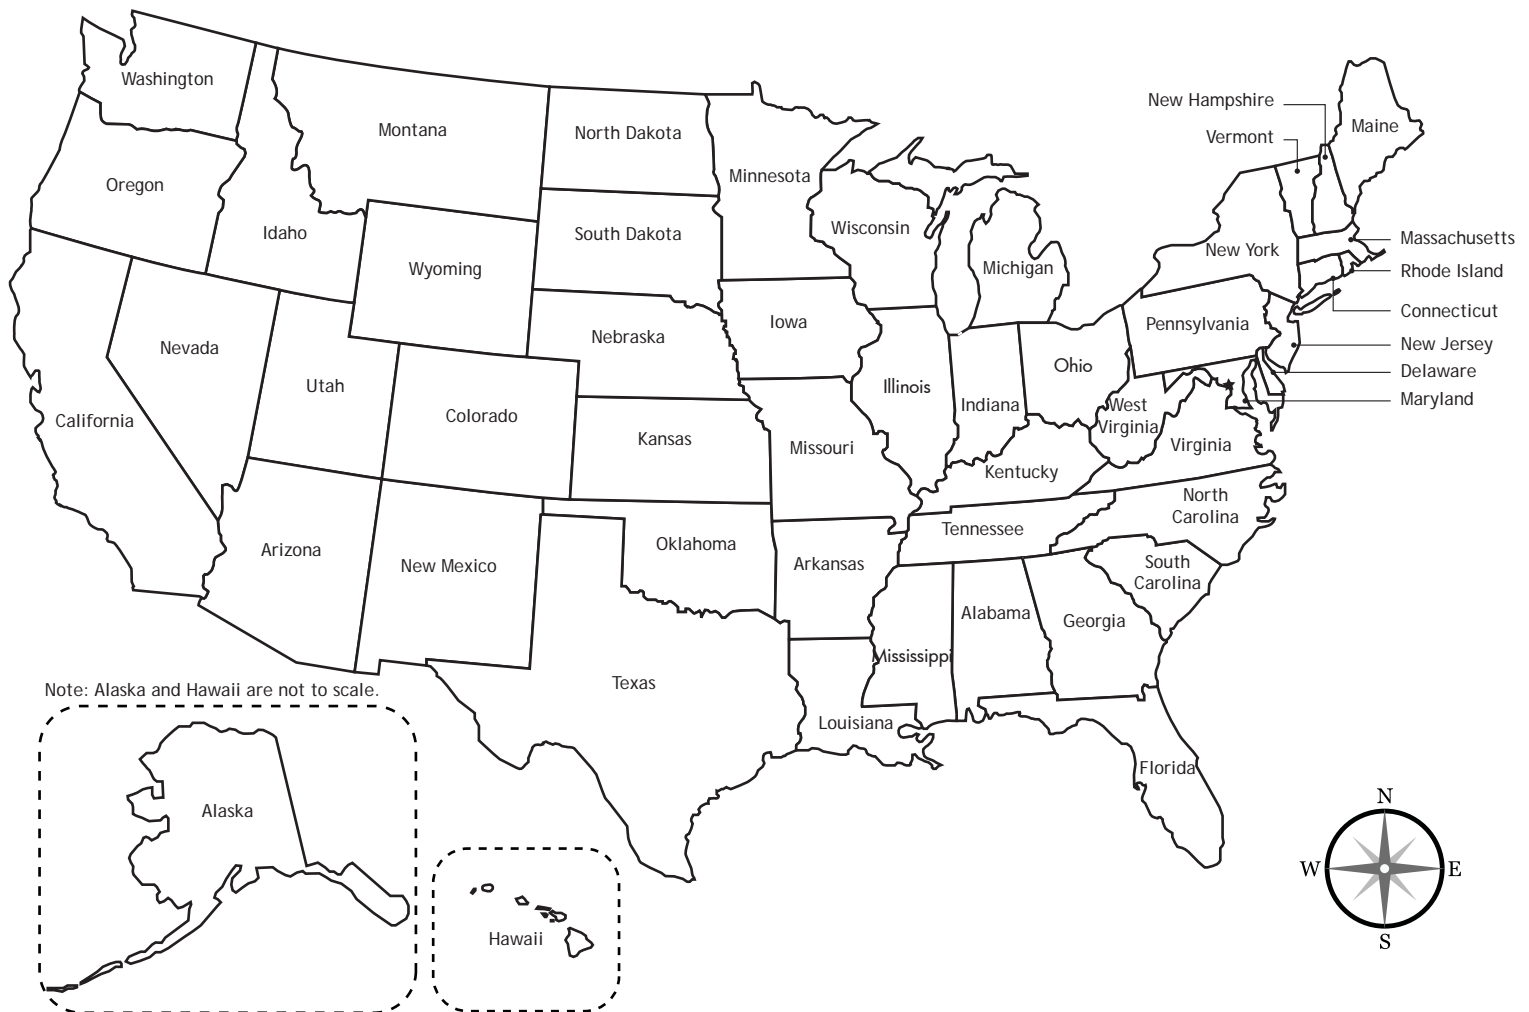 Washington
Montana
North Dakota
Minnesota
New Hampshire
Vermont
Maine
Oregon
Idaho
Wyoming
South Dakota
Wisconsin
Michigan
New York
Massachusetts
Rhode Island
Connecticut
New Jersey
Delaware
Maryland
Nevada
Utah
Colorado
Nebraska
Iowa
Illinois
Indiana
Ohio
Pennsylvania
California
Kansas
Missouri
Kentucky
West
Virginia
Virginia
Arizona
New Mexico
Oklahoma
Arkansas
Tennessee
North
Carolina
South
Carolina
Texas
Louisiana
Mississippi
Alabama
Georgia
Florida
Note: Alaska and Hawaii are not to scale.
Alaska
Hawaii
N
W
E
S